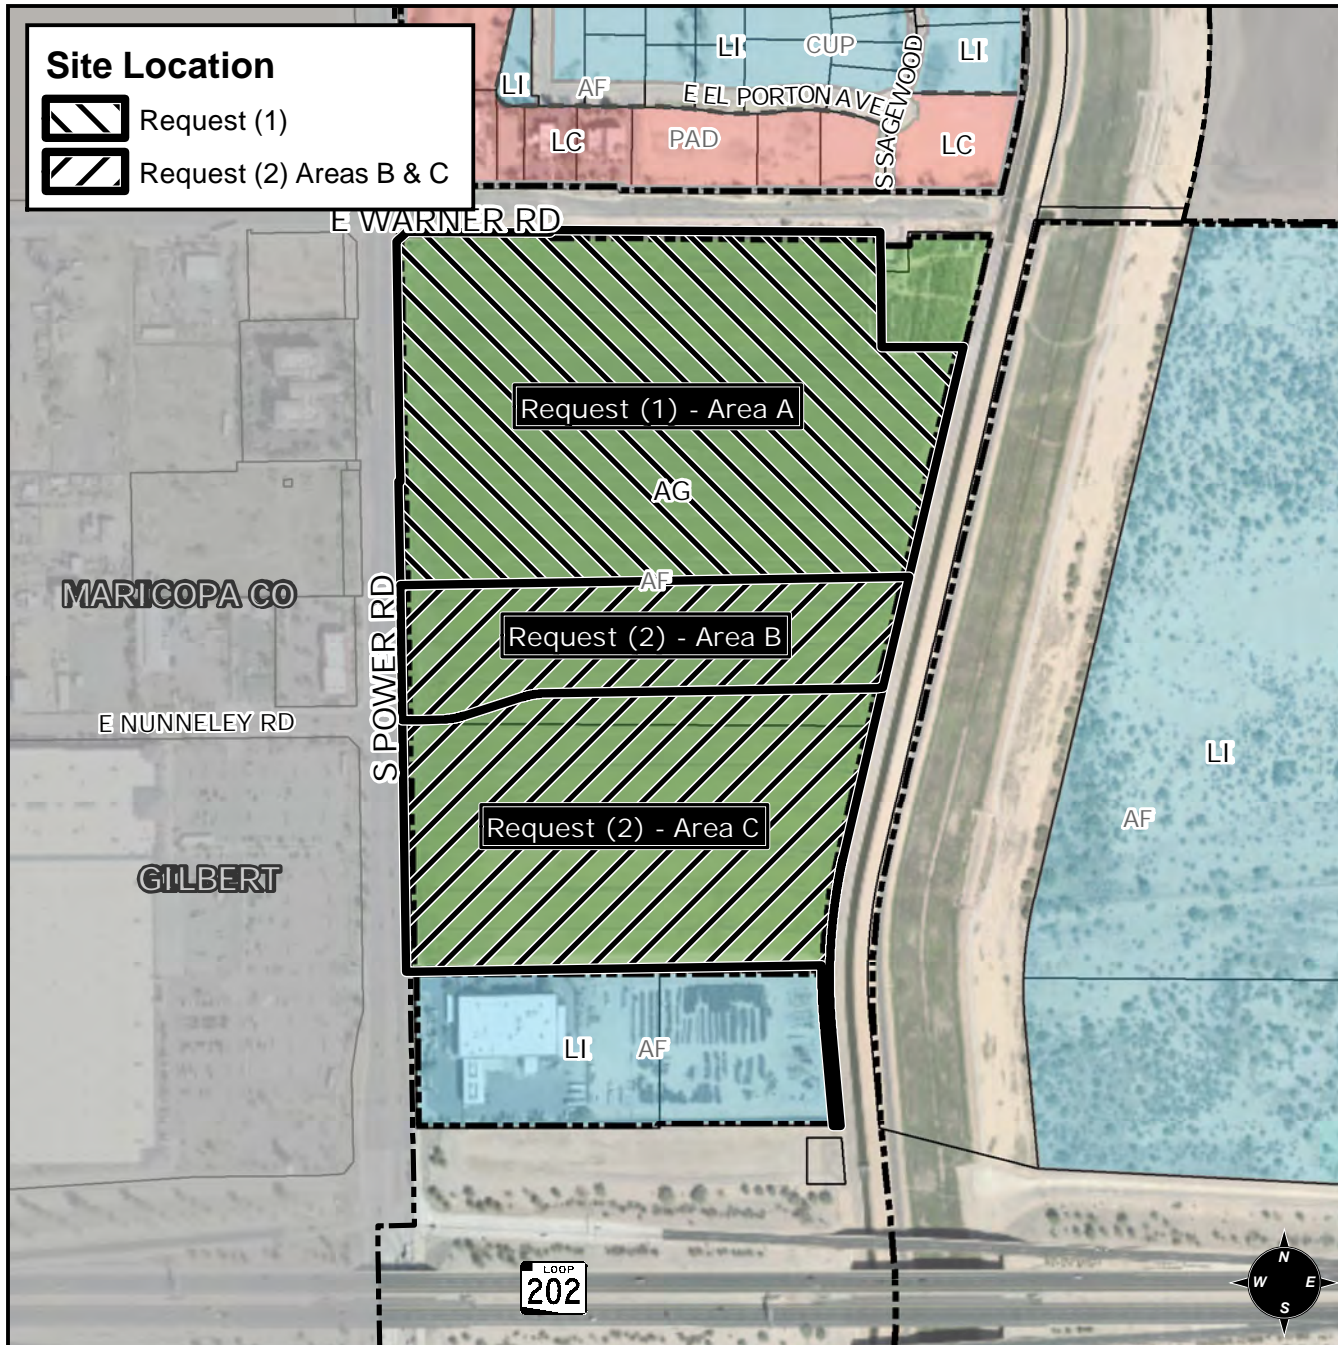 Site Location
Request (1)
Request (2) Areas B & C
LI
CUP
LI
LI
AF
E EL PORTON AVE
S SAGEWOOD
LC
PAD
LC
E WARNER RD
Request (1) - Area A
AG
AF
MARICOPA CO
S POWER RD
Request (2) - Area B
E NUNNELEY RD
LI
Request (2) - Area C
AF
GILBERT
LI
AF
LOOP
202
N
W
E
S